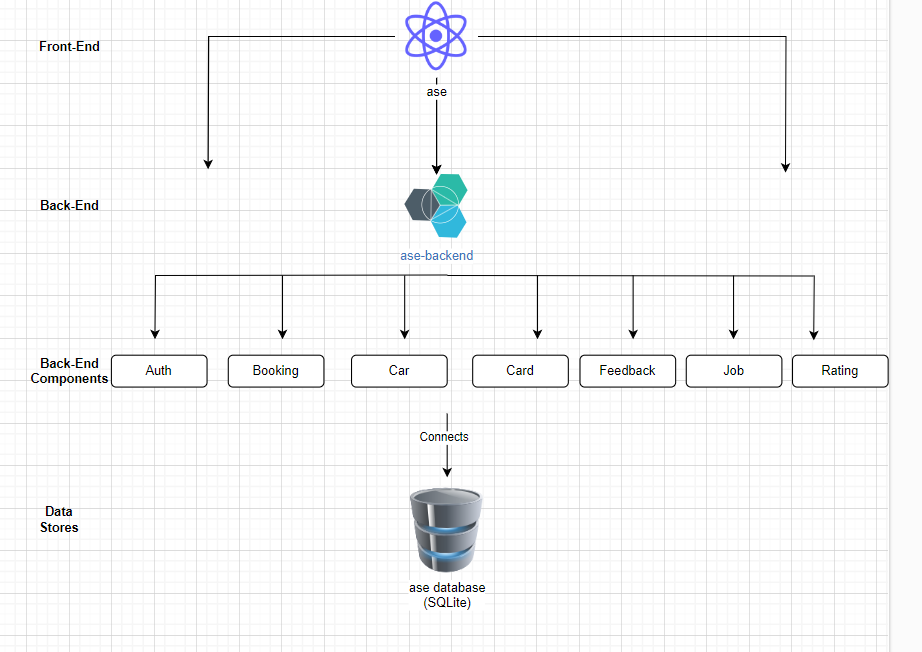 Front-End
ase
Back-End
ase-backend
Back-End
Components
Auth
Booking
Car
Card
Feedback
Job
Rating
Connects
Data
Stores
ase database
(SQLite)